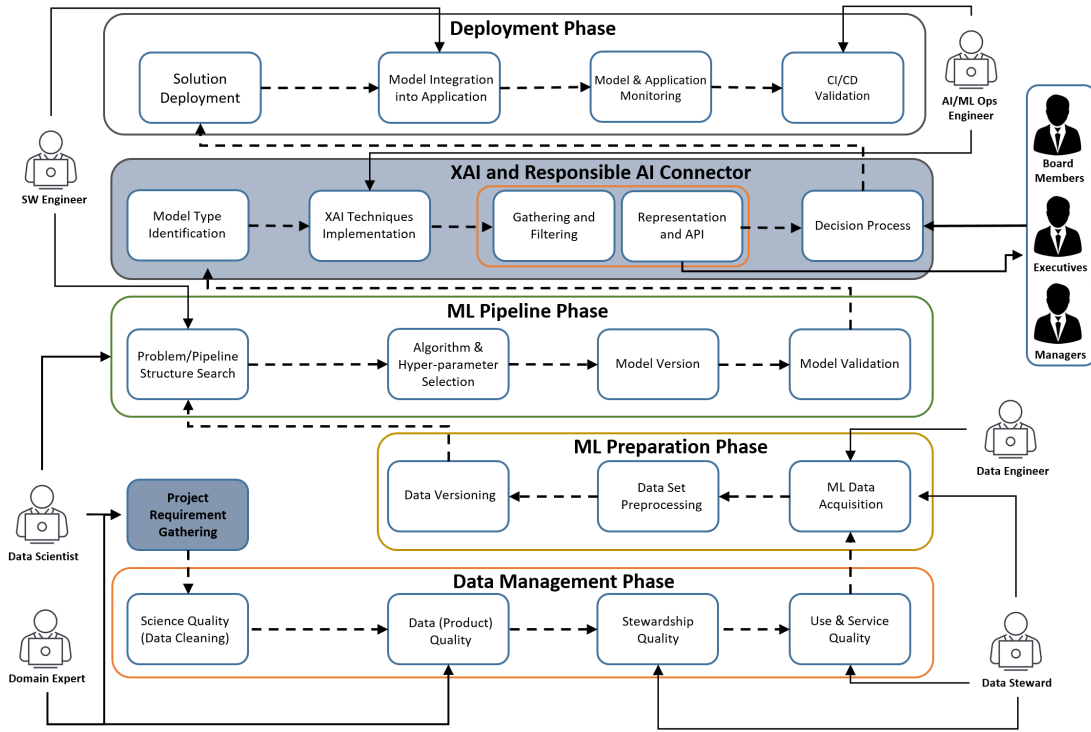 Deployment Phase
Solution
Deployment
Model Integration
into Application
Model & Application
Monitoring
CI/CD
Validation
AI/ML Ops
Engineer
SW Engineer
Board
Members
Executives
Managers
XAI and Responsible AI Connector
Model Type
Identification
XAI Techniques
Implementation
Gathering and
Filtering
Representation
and API
Decision Process
ML Pipeline Phase
Problem/Pipeline
Structure Search
Algorithm &
Hyper-parameter
Selection
Model Version
Model Validation
ML Preparation Phase
Data Versioning
Data Set
Preprocessing
ML Data
Acquisition
Data Engineer
Data Scientist
Project
Requirement
Gathering
Data Management Phase
Science Quality
(Data Cleaning)
Data (Product)
Quality
Stewardship
Quality
Use & Service
Quality
Domain Expert
Data Steward